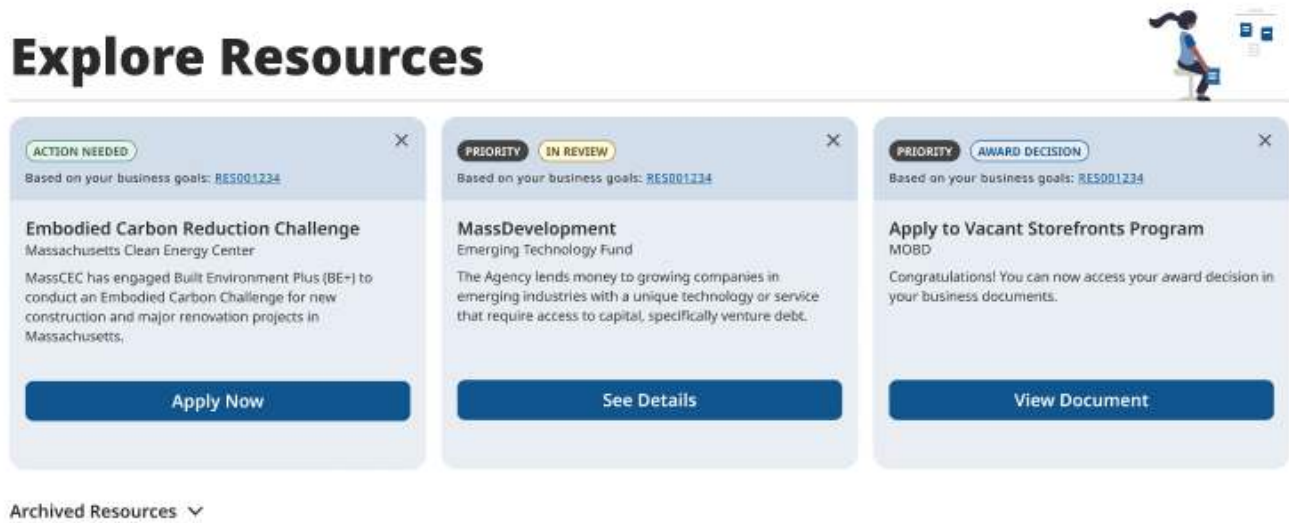 Explore Resources
ACTION NEEDED
Based on your business goals: RES001234
Embodied Carbon Reduction Challenge
Massachusetts Clean Energy Center
MassCEC has engaged Built Environment Plus (BE+) to
conduct an Embodied Carbon Challenge for new
construction and major renovation projects in
Massachusetts.
Apply Now
PRIORITY IN REVIEW
Based on your business goals: RES001234
MassDevelopment
Emerging Technology Fund
The Agency lends money to growing companies in
emerging industries with a unique technology or service
that require access to capital, specifically venture debt.
See Details
PRIORITY AWARD DECISION
Based on your business goals: RES001234
Apply to Vacant Storefronts Program
MOBD
Congratulations! You can now access your award decision in
your business documents.
View Document
Archived Resources